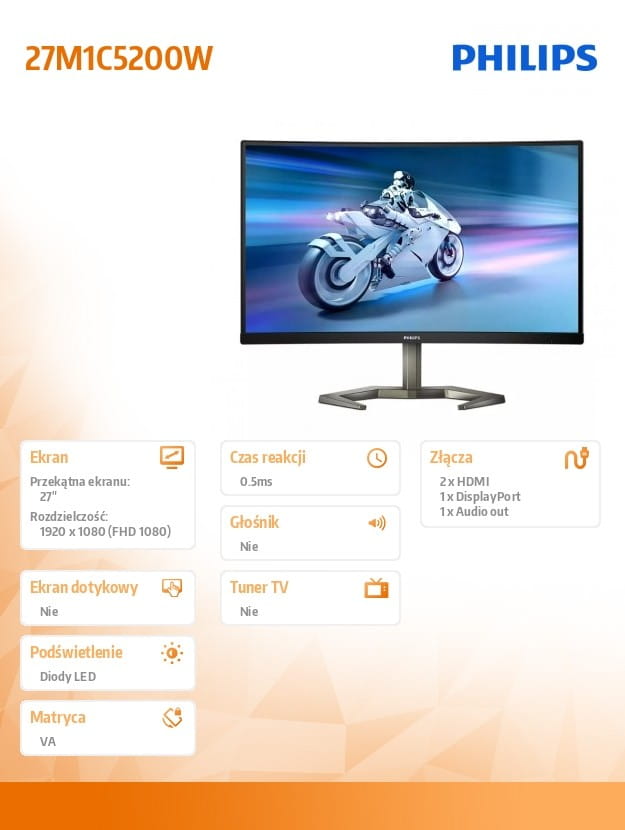 27M1C5200W
PHILIPS
PHILIPS
Ekran
Przekątna ekranu:
27"
Rozdzielczość:
1920 x 1080 (FHD 1080)
Czas reakcji
0.5ms
Złącza
2 x HDMI
1 x DisplayPort
1 x Audio out
Głośnik
Nie
Ekran dotykowy
Nie
Tuner TV
Nie
Podświetlenie
Diody LED
Matryca
VA